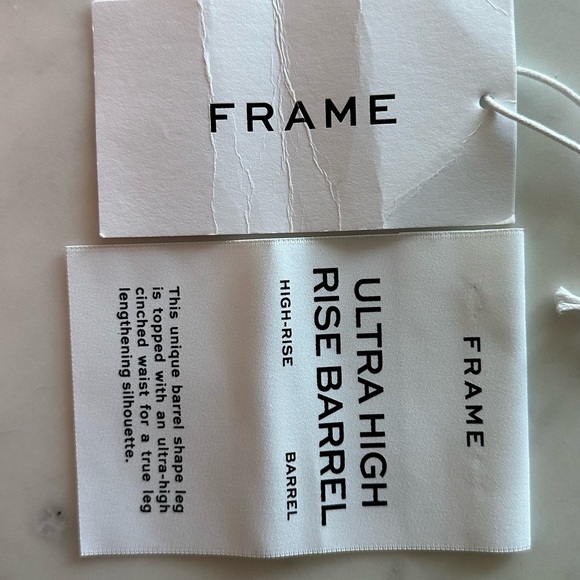 FRAME
FRAME
ULTRA HIGH
RISE BARREL
HIGH-RISE BARREL
This unique barrel shape leg
is topped with an ultra-high
cinched waist for a true leg
lengthening silhouette.